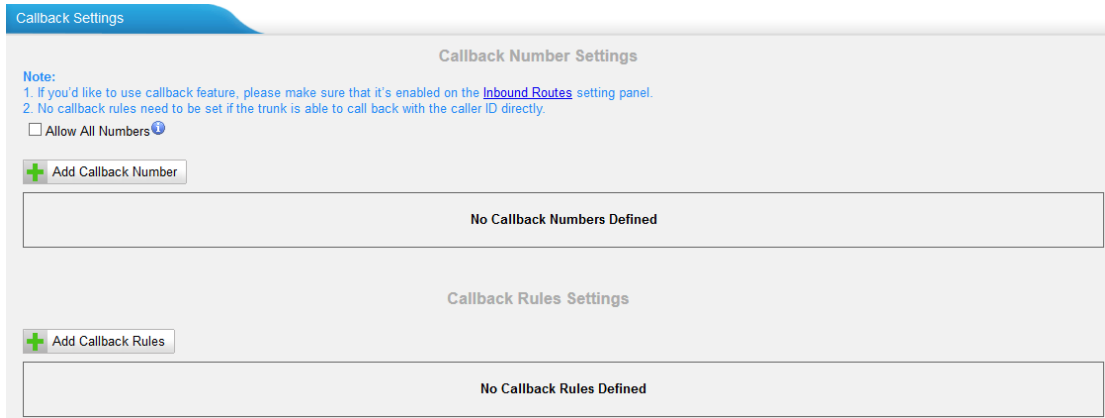 Callback Settings
Callback Number Settings
Note:
1. If you'd like to use callback feature, please make sure that it's enabled on the Inbound Routes setting panel.
2. No callback rules need to be set if the trunk is able to call back with the caller ID directly.
Allow All Numbers
Add Callback Number
No Callback Numbers Defined
Callback Rules Settings
Add Callback Rules
No Callback Rules Defined